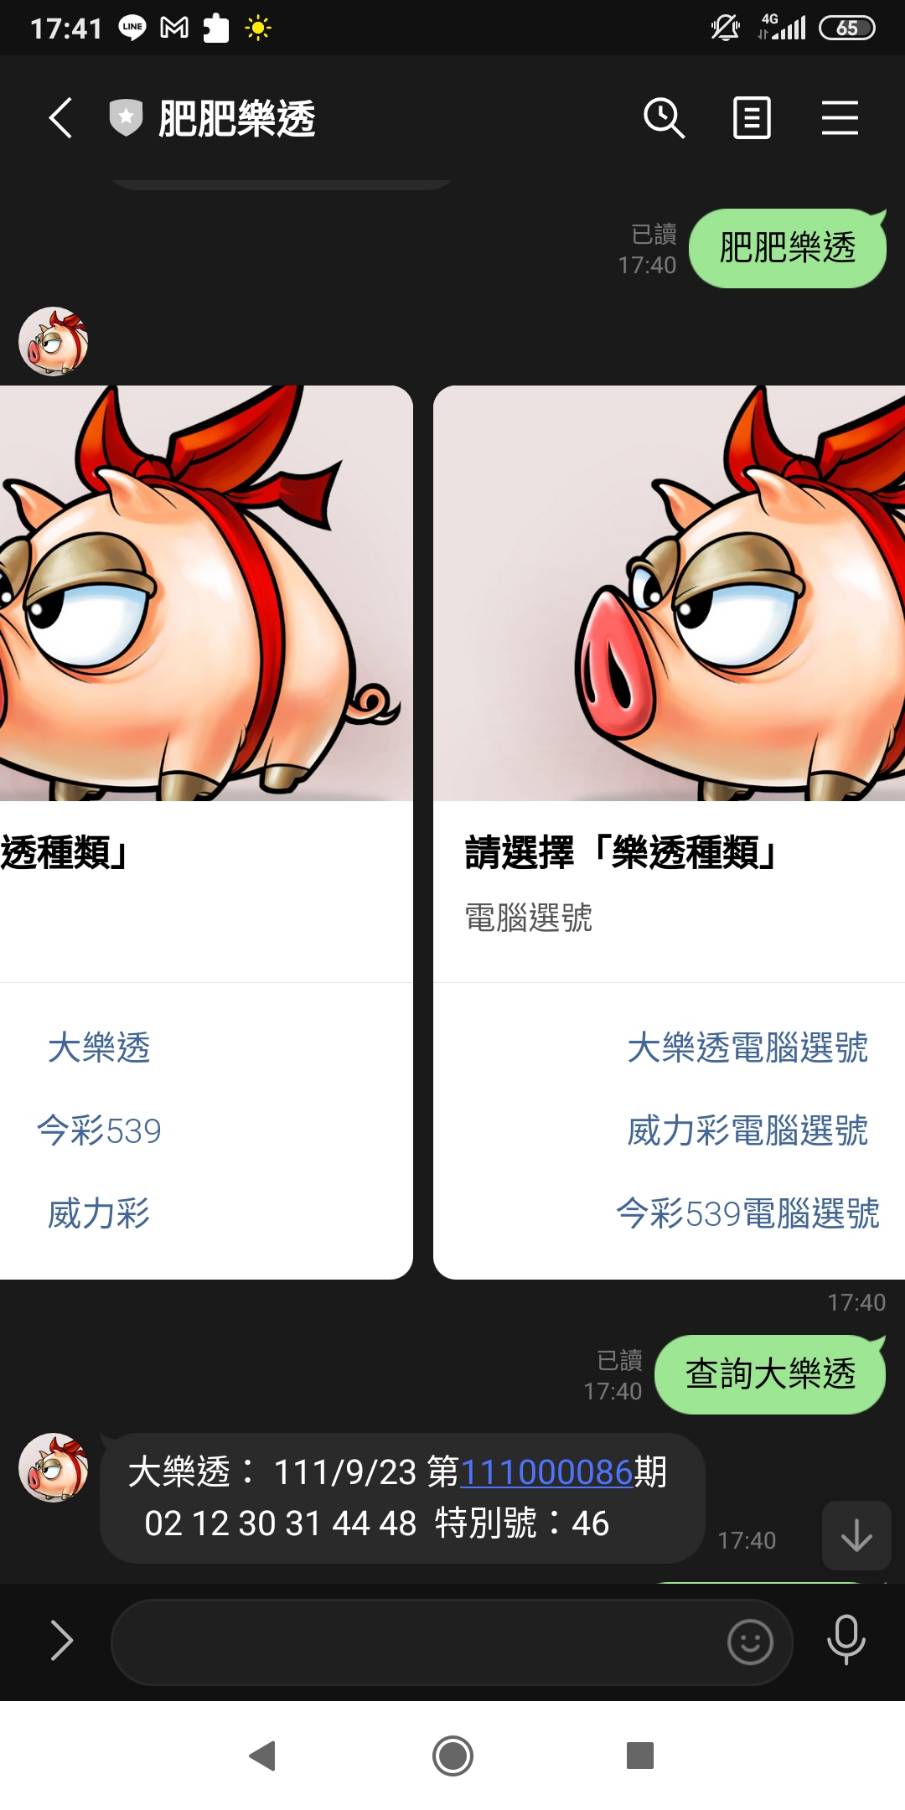 17:41 LINE 4G 65
肥肥樂透
已讀
17:40
肥肥樂透
透種類」
大樂透
今彩539
威力彩
請選擇「樂透種類」
電腦選號
大樂透電腦選號
威力彩電腦選號
今彩539電腦選號
17:40
已讀
17:40
查詢大樂透
大樂透： 111/9/23 第111000086期
02 12 30 31 44 48 特別號：46
17:40